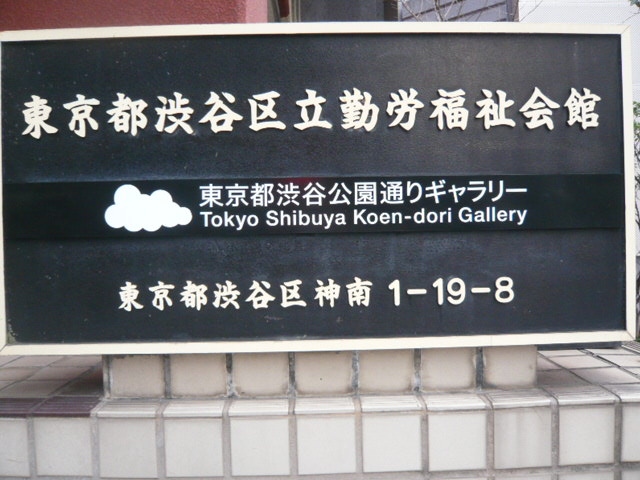 東京都渋谷区立勤労福祉会館
東京都渋谷公園通りギャラリー
Tokyo Shibuya Koen-dori Gallery
東京都渋谷区神南 1-19-8